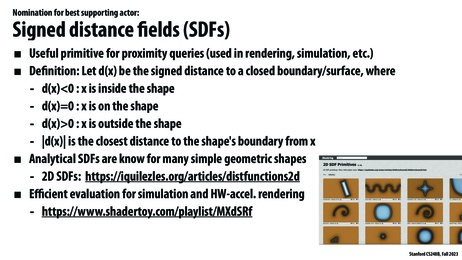 Nomination for best supporting actor:
Signed distance fields (SDFs)
■ Useful primitive for proximity queries (used in rendering, simulation, etc.)
■ Definition: Let d(x) be the signed distance to a closed boundary/surface, where
- d(x)<0 : x is inside the shape
- d(x)=0 : x is on the shape
- d(x)>0 : x is outside the shape
- |d(x)| is the closest distance to the shape's boundary from x
■ Analytical SDFs are know for many simple geometric shapes
- 2D SDFs: https://iquilezles.org/articles/distfunctions2d
■ Efficient evaluation for simulation and HW-accel. rendering
- https://www.shadertoy.com/playlist/MXdSRf
2D SDF Primitives
Stanford CS248B, Fall 2023